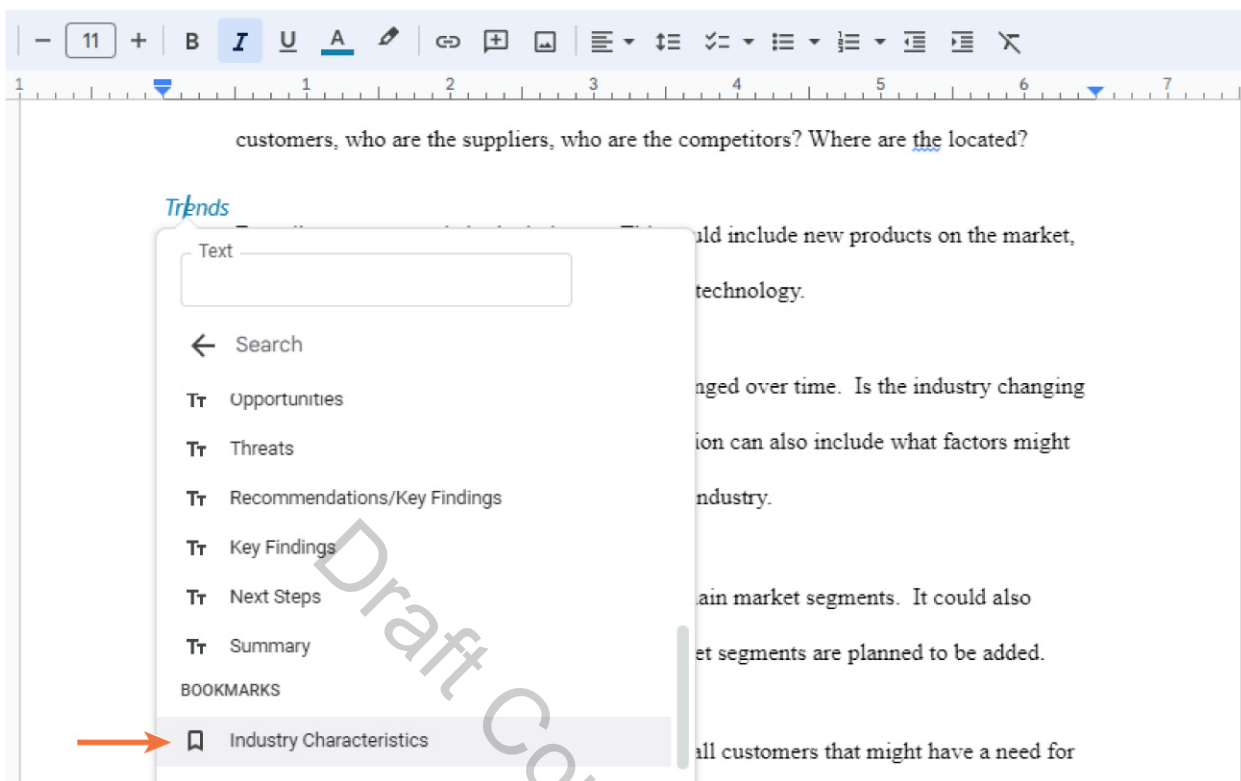 11 B I U A
1 1 2 3 4 5 6 7
customers, who are the suppliers, who are the competitors? Where are the located?
Trends
uld include new products on the market,
Text
technology.
Search
nged over time. Is the industry changing
Opportunities
ion can also include what factors might
Threats
Recommendations/Key Findings
ndustry.
Key Findings
Next Steps
ain market segments. It could also
Summary
et segments are planned to be added.
BOOKMARKS
Industry Characteristics
all customers that might have a need for
Draft Co